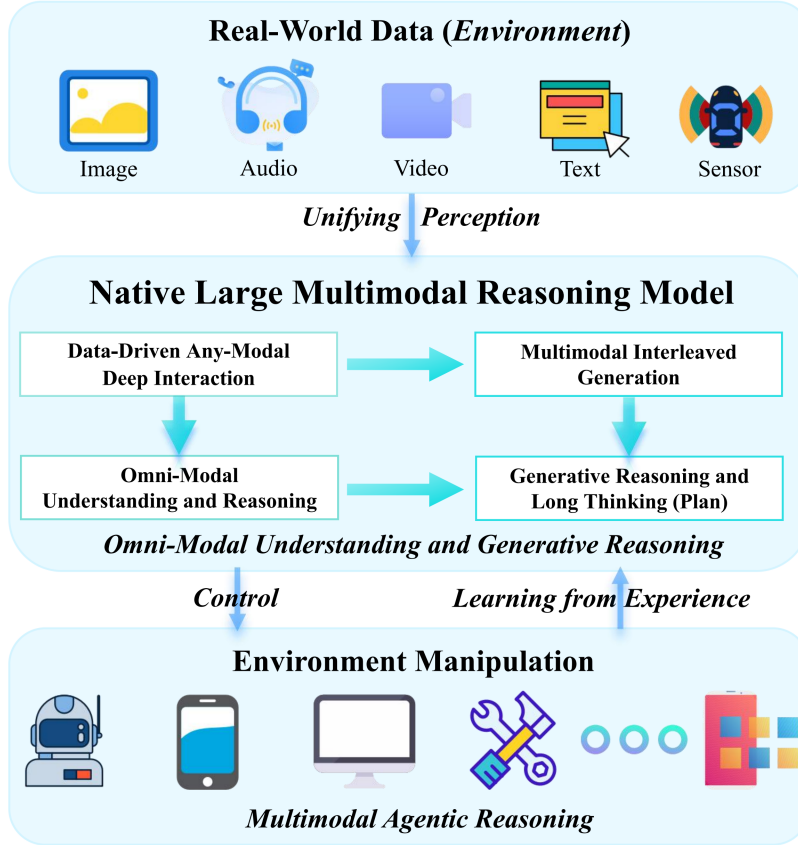 Real-World Data (Environment)
Image
Audio
Video
Text
Sensor
Unifying Perception
Native Large Multimodal Reasoning Model
Data-Driven Any-Modal
Deep Interaction
Multimodal Interleaved
Generation
Omni-Modal
Understanding and Reasoning
Generative Reasoning and
Long Thinking (Plan)
Omni-Modal Understanding and Generative Reasoning
Control
Learning from Experience
Environment Manipulation
Multimodal Agentic Reasoning